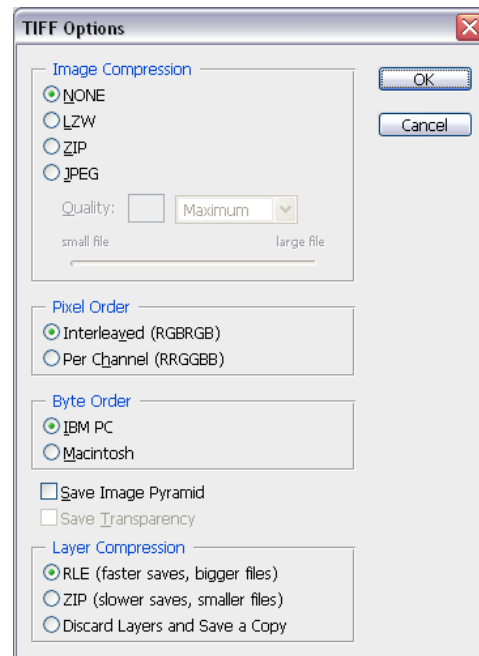 TIFF Options
Image Compression
NONE
LZW
ZIP
JPEG
Quality: Maximum
small file large file
OK
Cancel
Pixel Order
Interleaved (RGBRGB)
Per Channel (RRGGBB)
Byte Order
IBM PC
Macintosh
Save Image Pyramid
Save Transparency
Layer Compression
RLE (faster saves, bigger files)
ZIP (slower saves, smaller files)
Discard Layers and Save a Copy